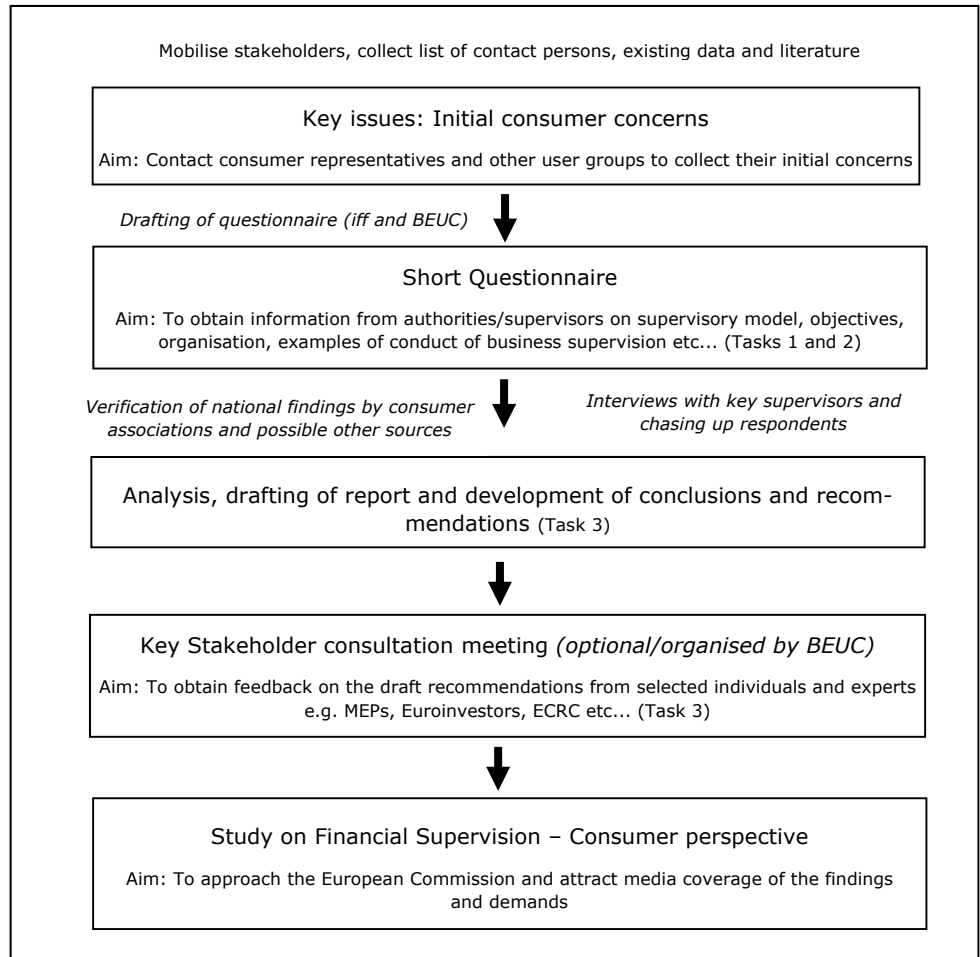 Mobilise stakeholders, collect list of contact persons, existing data and literature
Key issues: Initial consumer concerns
Aim: Contact consumer representatives and other user groups to collect their initial concerns
Drafting of questionnaire (iff and BEUC)
Short Questionnaire
Aim: To obtain information from authorities/supervisors on supervisory model, objectives,
organisation, examples of conduct of business supervision etc... (Tasks 1 and 2)
Verification of national findings by consumer
associations and possible other sources
Interviews with key supervisors and
chasing up respondents
Analysis, drafting of report and development of conclusions and recom-
mendations (Task 3)
Key Stakeholder consultation meeting (optional/organised by BEUC)
Aim: To obtain feedback on the draft recommendations from selected individuals and experts
e.g. MEPs, Euroinvestors, ECRC etc... (Task 3)
Study on Financial Supervision – Consumer perspective
Aim: To approach the European Commission and attract media coverage of the findings
and demands